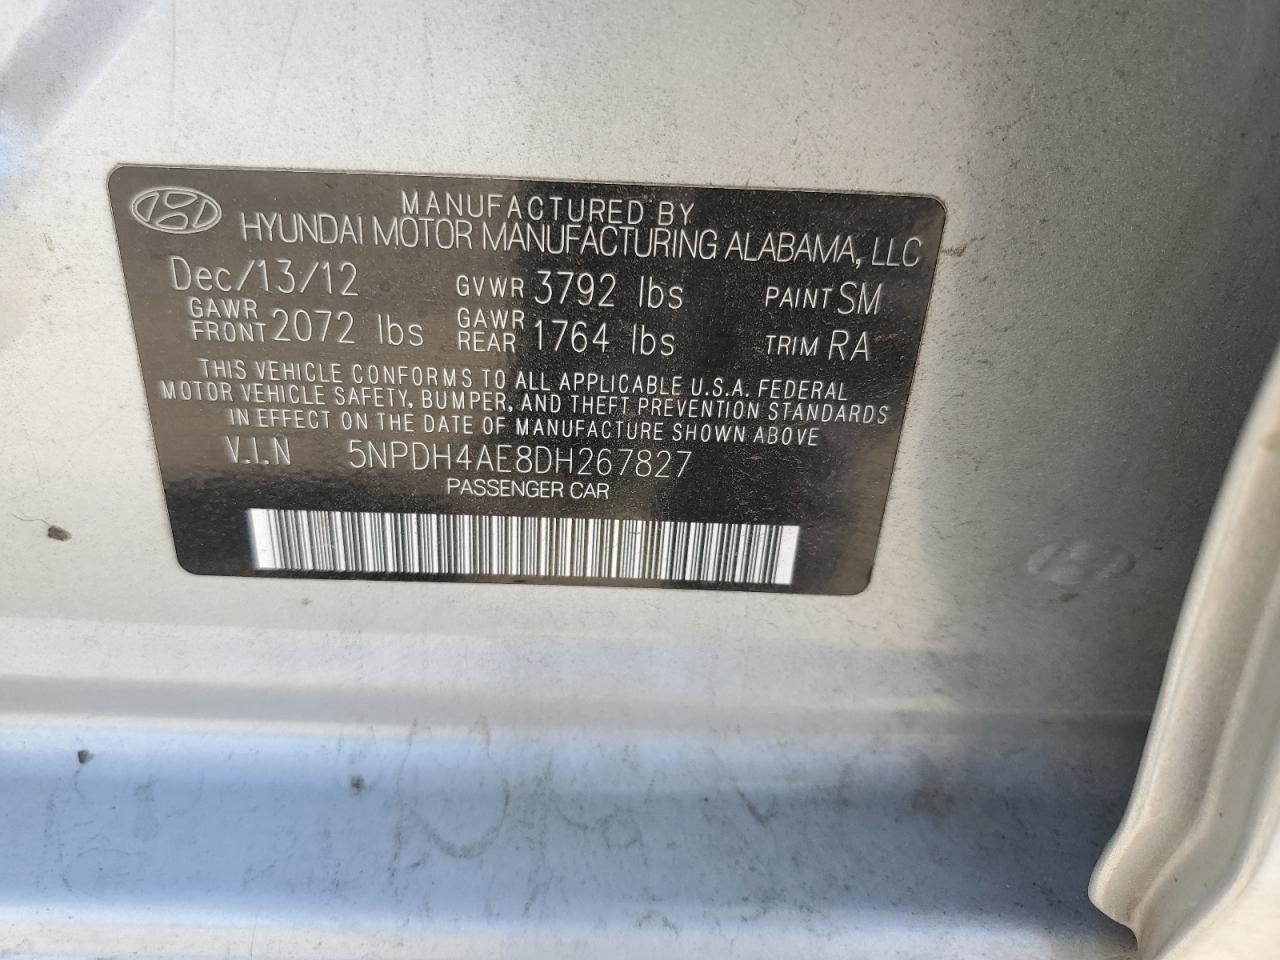 MANUFACTURED BY
HYUNDAI MOTOR MANUFACTURING ALABAMA, LLC
Dec/13/12 GVWR 3792 lbs PAINT SM
GAWR FRONT 2072 lbs GAWR REAR 1764 lbs TRIM RA
THIS VEHICLE CONFORMS TO ALL APPLICABLE U.S.A. FEDERAL
MOTOR VEHICLE SAFETY, BUMPER, AND THEFT PREVENTION STANDARDS
IN EFFECT ON THE DATE OF MANUFACTURE SHOWN ABOVE
V.I.N 5NPDH4AE8DH267827
PASSENGER CAR